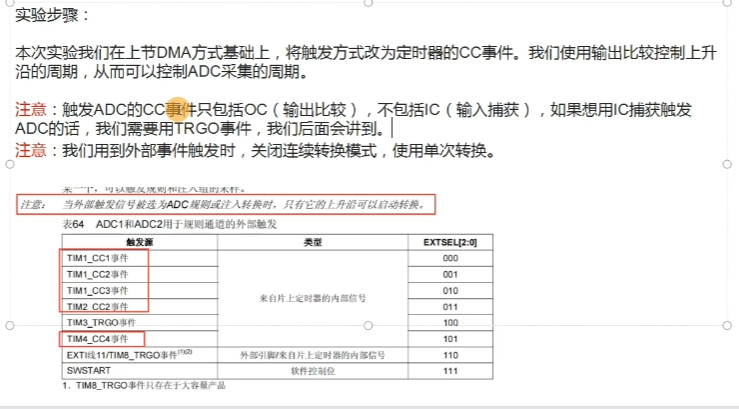 实验步骤：
本次实验我们在上节DMA方式基础上，将触发方式改为定时器的CC事件。我们使用输出比较控制上升
沿的周期，从而可以控制ADC采集的周期。
注意：触发ADC的CC事件只包括OC（输出比较），不包括IC（输入捕获），如果想用IC捕获触发
ADC的话，我们需要用TRGO事件，我们后面会讲到。
注意：我们用到外部事件触发时，关闭连续转换模式，使用单次转换。
某一个，可以触发规则和注入组的采样。
注意： 当外部触发信号被选为ADC规则或注入转换时，只有它的上升沿可以启动转换。
表64 ADC1和ADC2用于规则通道的外部触发
触发源 类型 EXTSEL[2:0]
TIM1_CC1事件 000
TIM1_CC2事件 001
TIM1_CC3事件 010
来自片上定时器的内部信号
TIM2_CC2事件 011
TIM3_TRGO事件 100
TIM4_CC4事件 101
EXTI线11/TIM8_TRGO事件(1)(2) 外部引脚/来自片上定时器的内部信号 110
SWSTART 软件控制位 111
1. TIM8_TRGO事件只存在于大容量产品